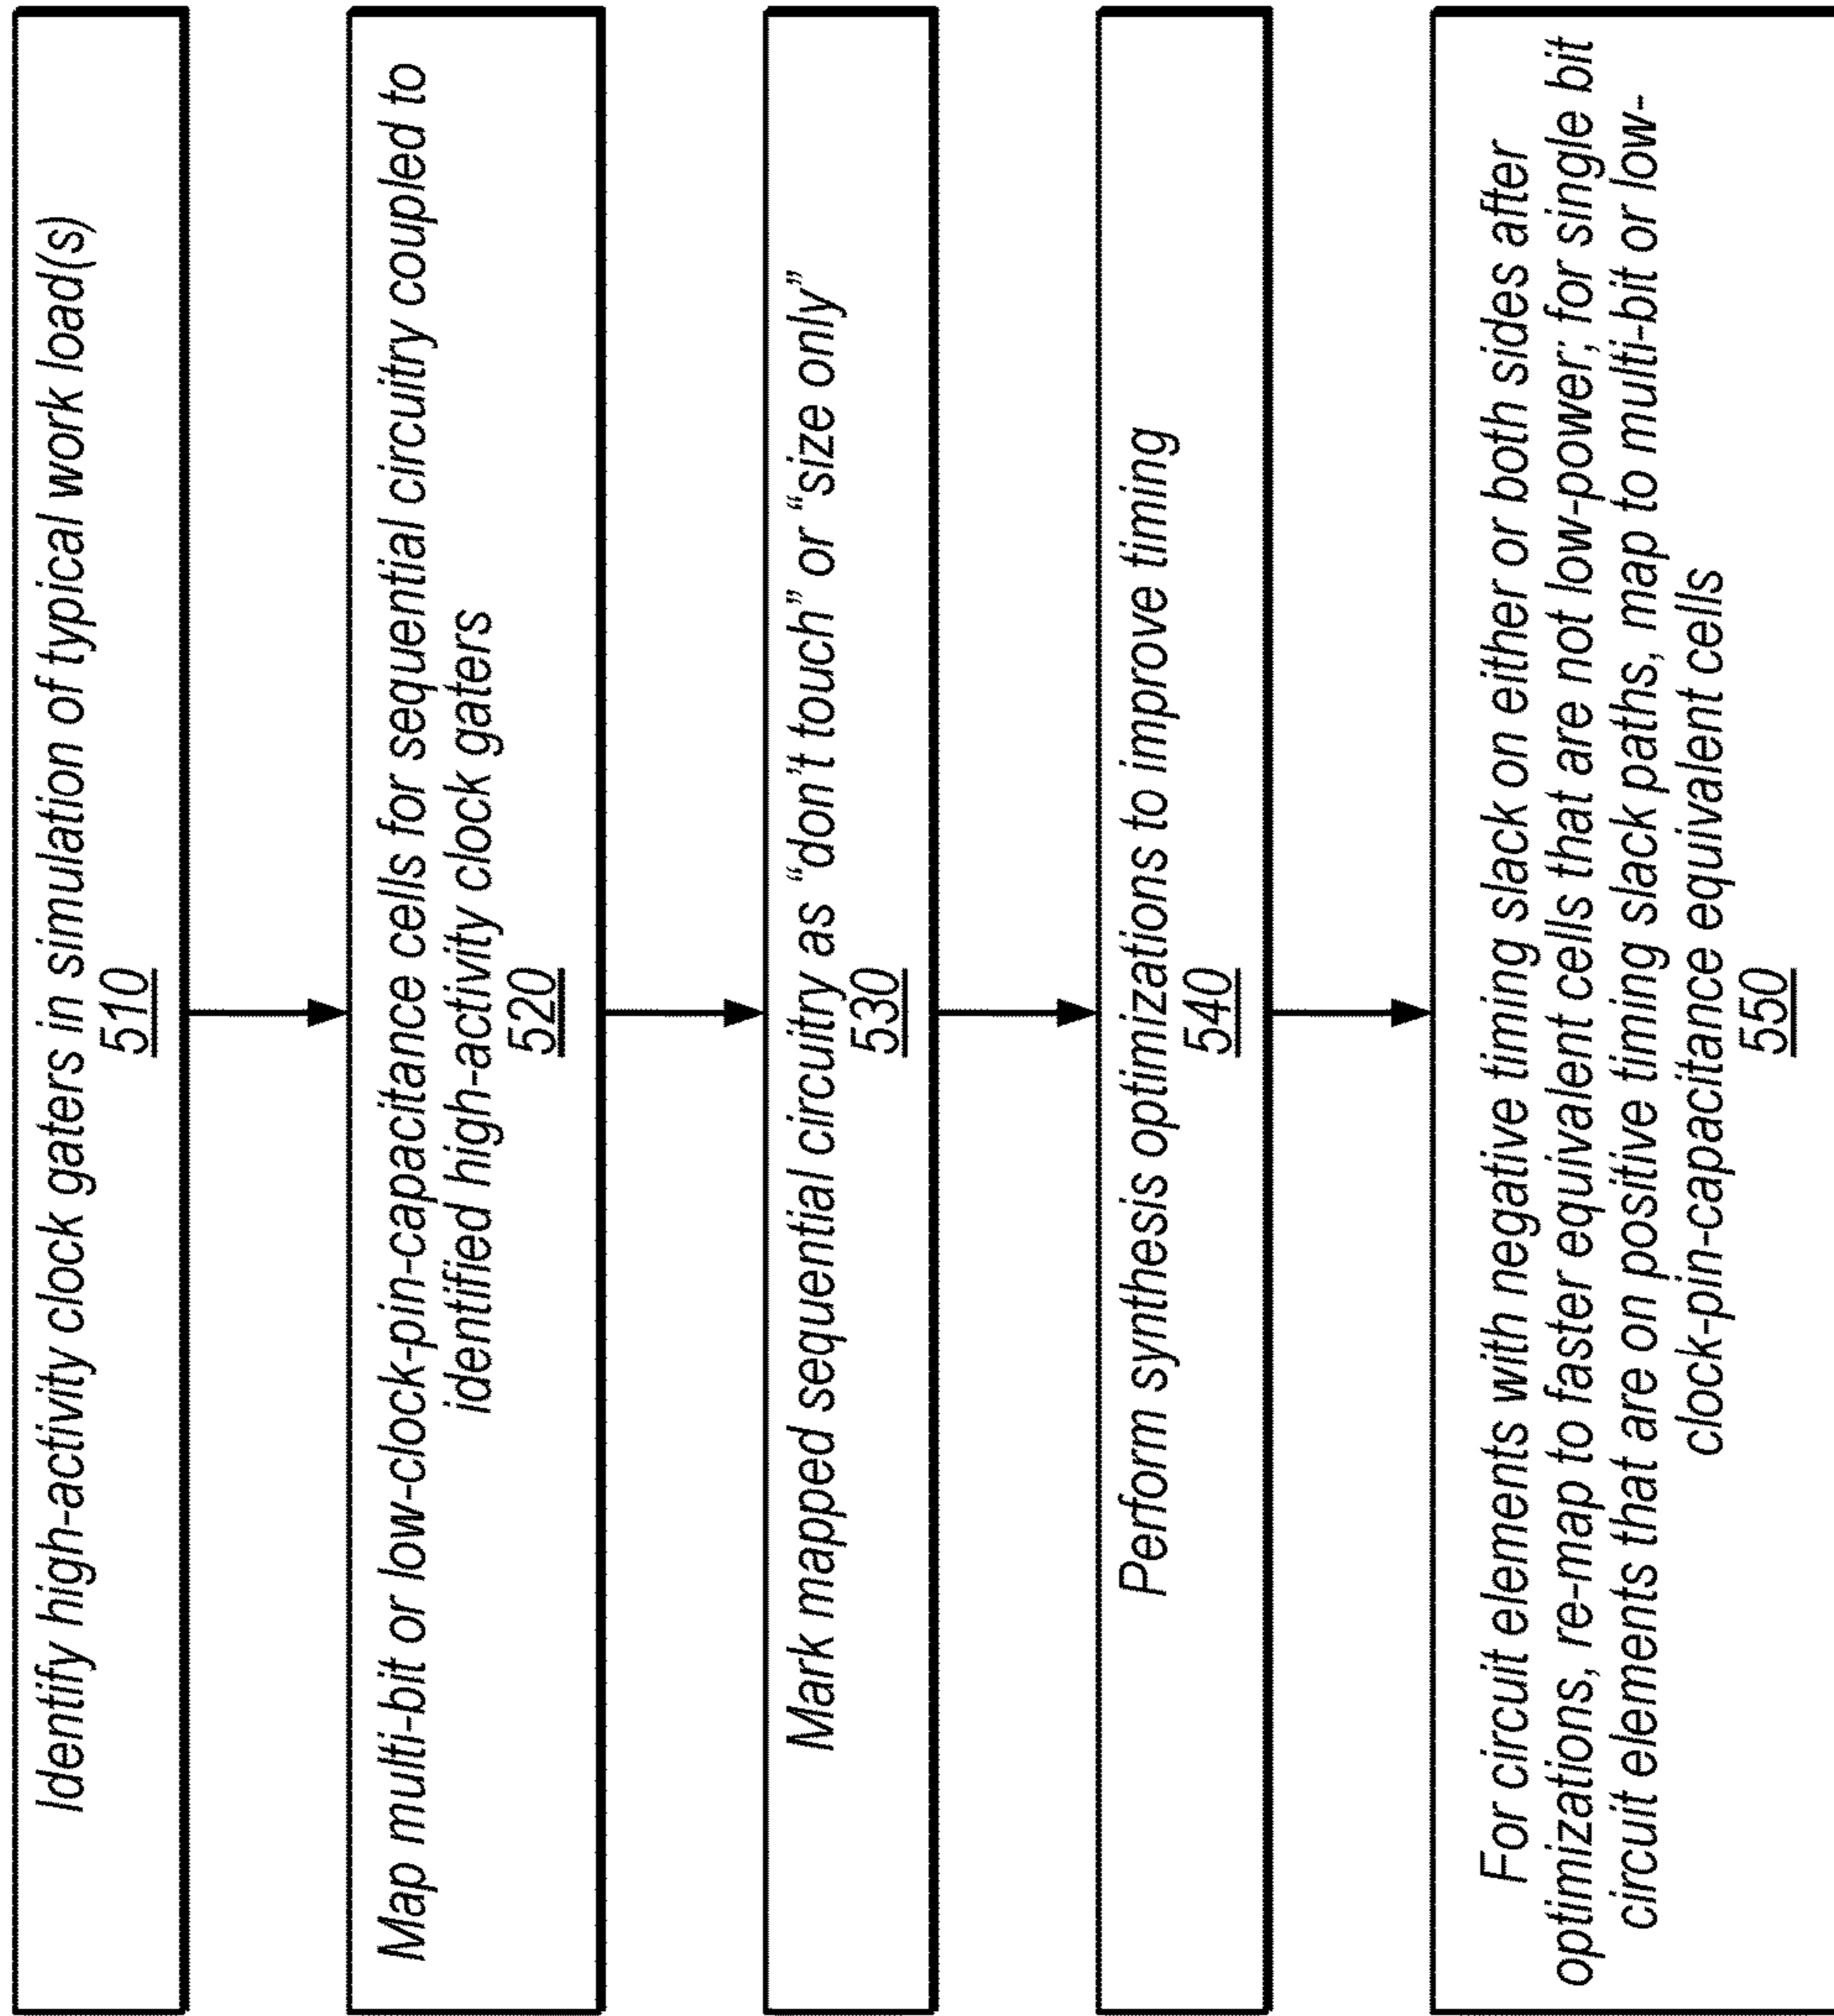 Identify high-activity clock gaters in simulation of typical work load(s)
510
Map multi-bit or low-clock-pin-capacitance cells for sequential circuitry coupled to
identified high-activity clock gaters
520
Mark mapped sequential circuitry as “don’t touch” or “size only”
530
Perform synthesis optimizations to improve timing
540
For circuit elements with negative timing slack on either or both sides after
optimizations, re-map to faster equivalent cells that are not low-power; for single bit
circuit elements that are on positive timing slack paths, map to multi-bit or low-
clock-pin-capacitance equivalent cells
550